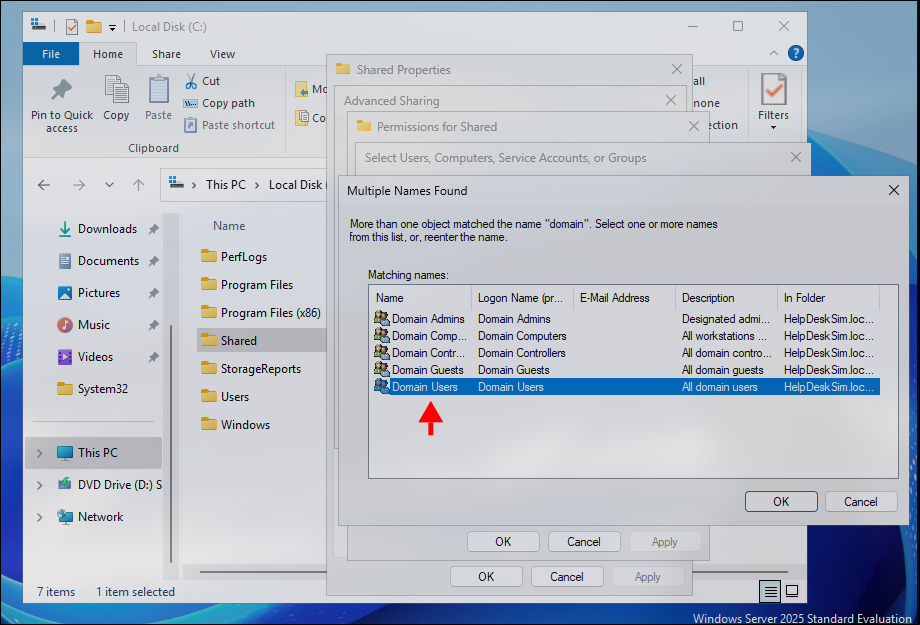 Local Disk (C:)
File
Home
Share
View
Pin to Quick
access
Copy
Paste
Cut
Copy path
Paste shortcut
Clipboard
Filters
This PC
Local Disk
Downloads
Documents
Pictures
Music
Videos
System32
This PC
DVD Drive (D:) S
Network
Name
PerfLogs
Program Files
Program Files (x86)
Shared
StorageReports
Users
Windows
7 items
1 item selected
Shared Properties
Advanced Sharing
Permissions for Shared
Select Users, Computers, Service Accounts, or Groups
Multiple Names Found
More than one object matched the name "domain". Select one or more names
from this list, or, reenter the name.
Matching names:
Name Logon Name (pr... E-Mail Address Description In Folder
Domain Admins Domain Admins Designated admi... HelpDeskSim.loc...
Domain Comp... Domain Computers All workstations ... HelpDeskSim.loc...
Domain Contr... Domain Controllers All domain contro... HelpDeskSim.loc...
Domain Guests Domain Guests All domain guests HelpDeskSim.loc...
Domain Users Domain Users All domain users HelpDeskSim.loc...
OK
Cancel
OK
Cancel
Apply
OK
Cancel
Apply
Windows Server 2025 Standard Evaluation